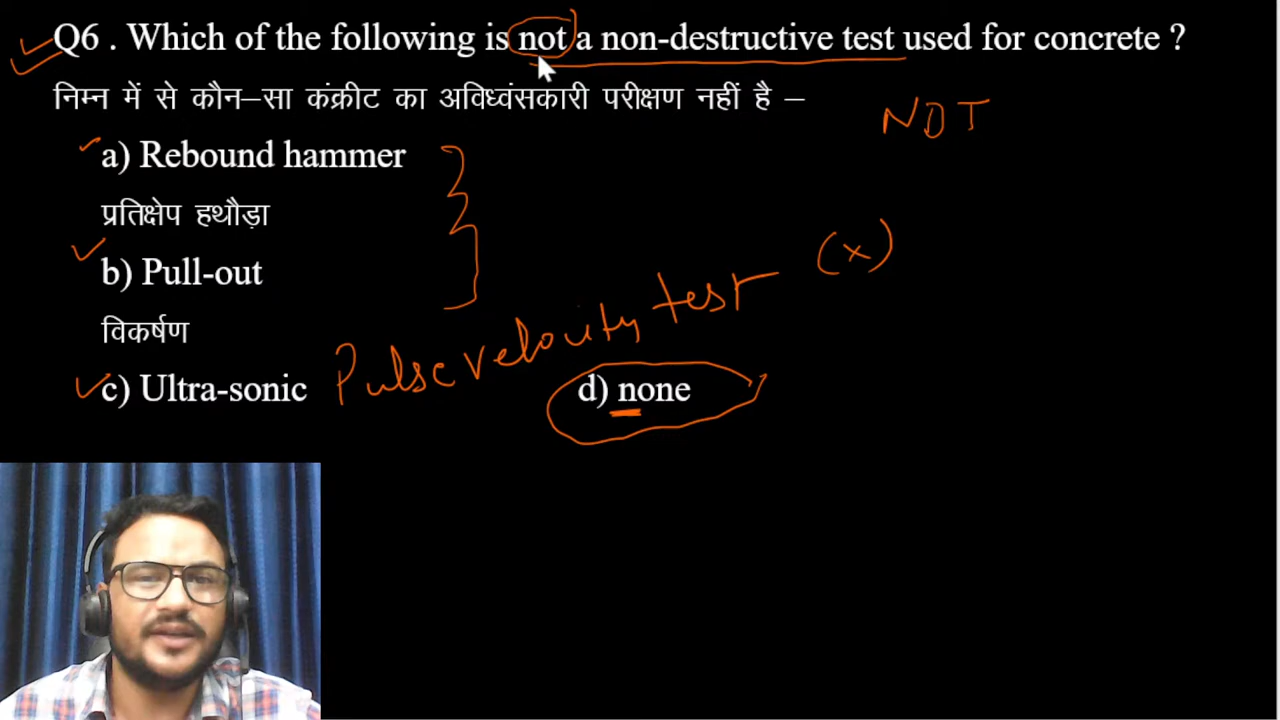 Q6 . Which of the following is not a non-destructive test used for concrete ?
निम्न में से कौन–सा कंक्रीट का अविध्वंसकारी परीक्षण नहीं है –
NDT
a) Rebound hammer
प्रतिक्षेप हथौड़ा
b) Pull-out
(x)
विकर्षण
Pulse velocity test
c) Ultra-sonic
d) none